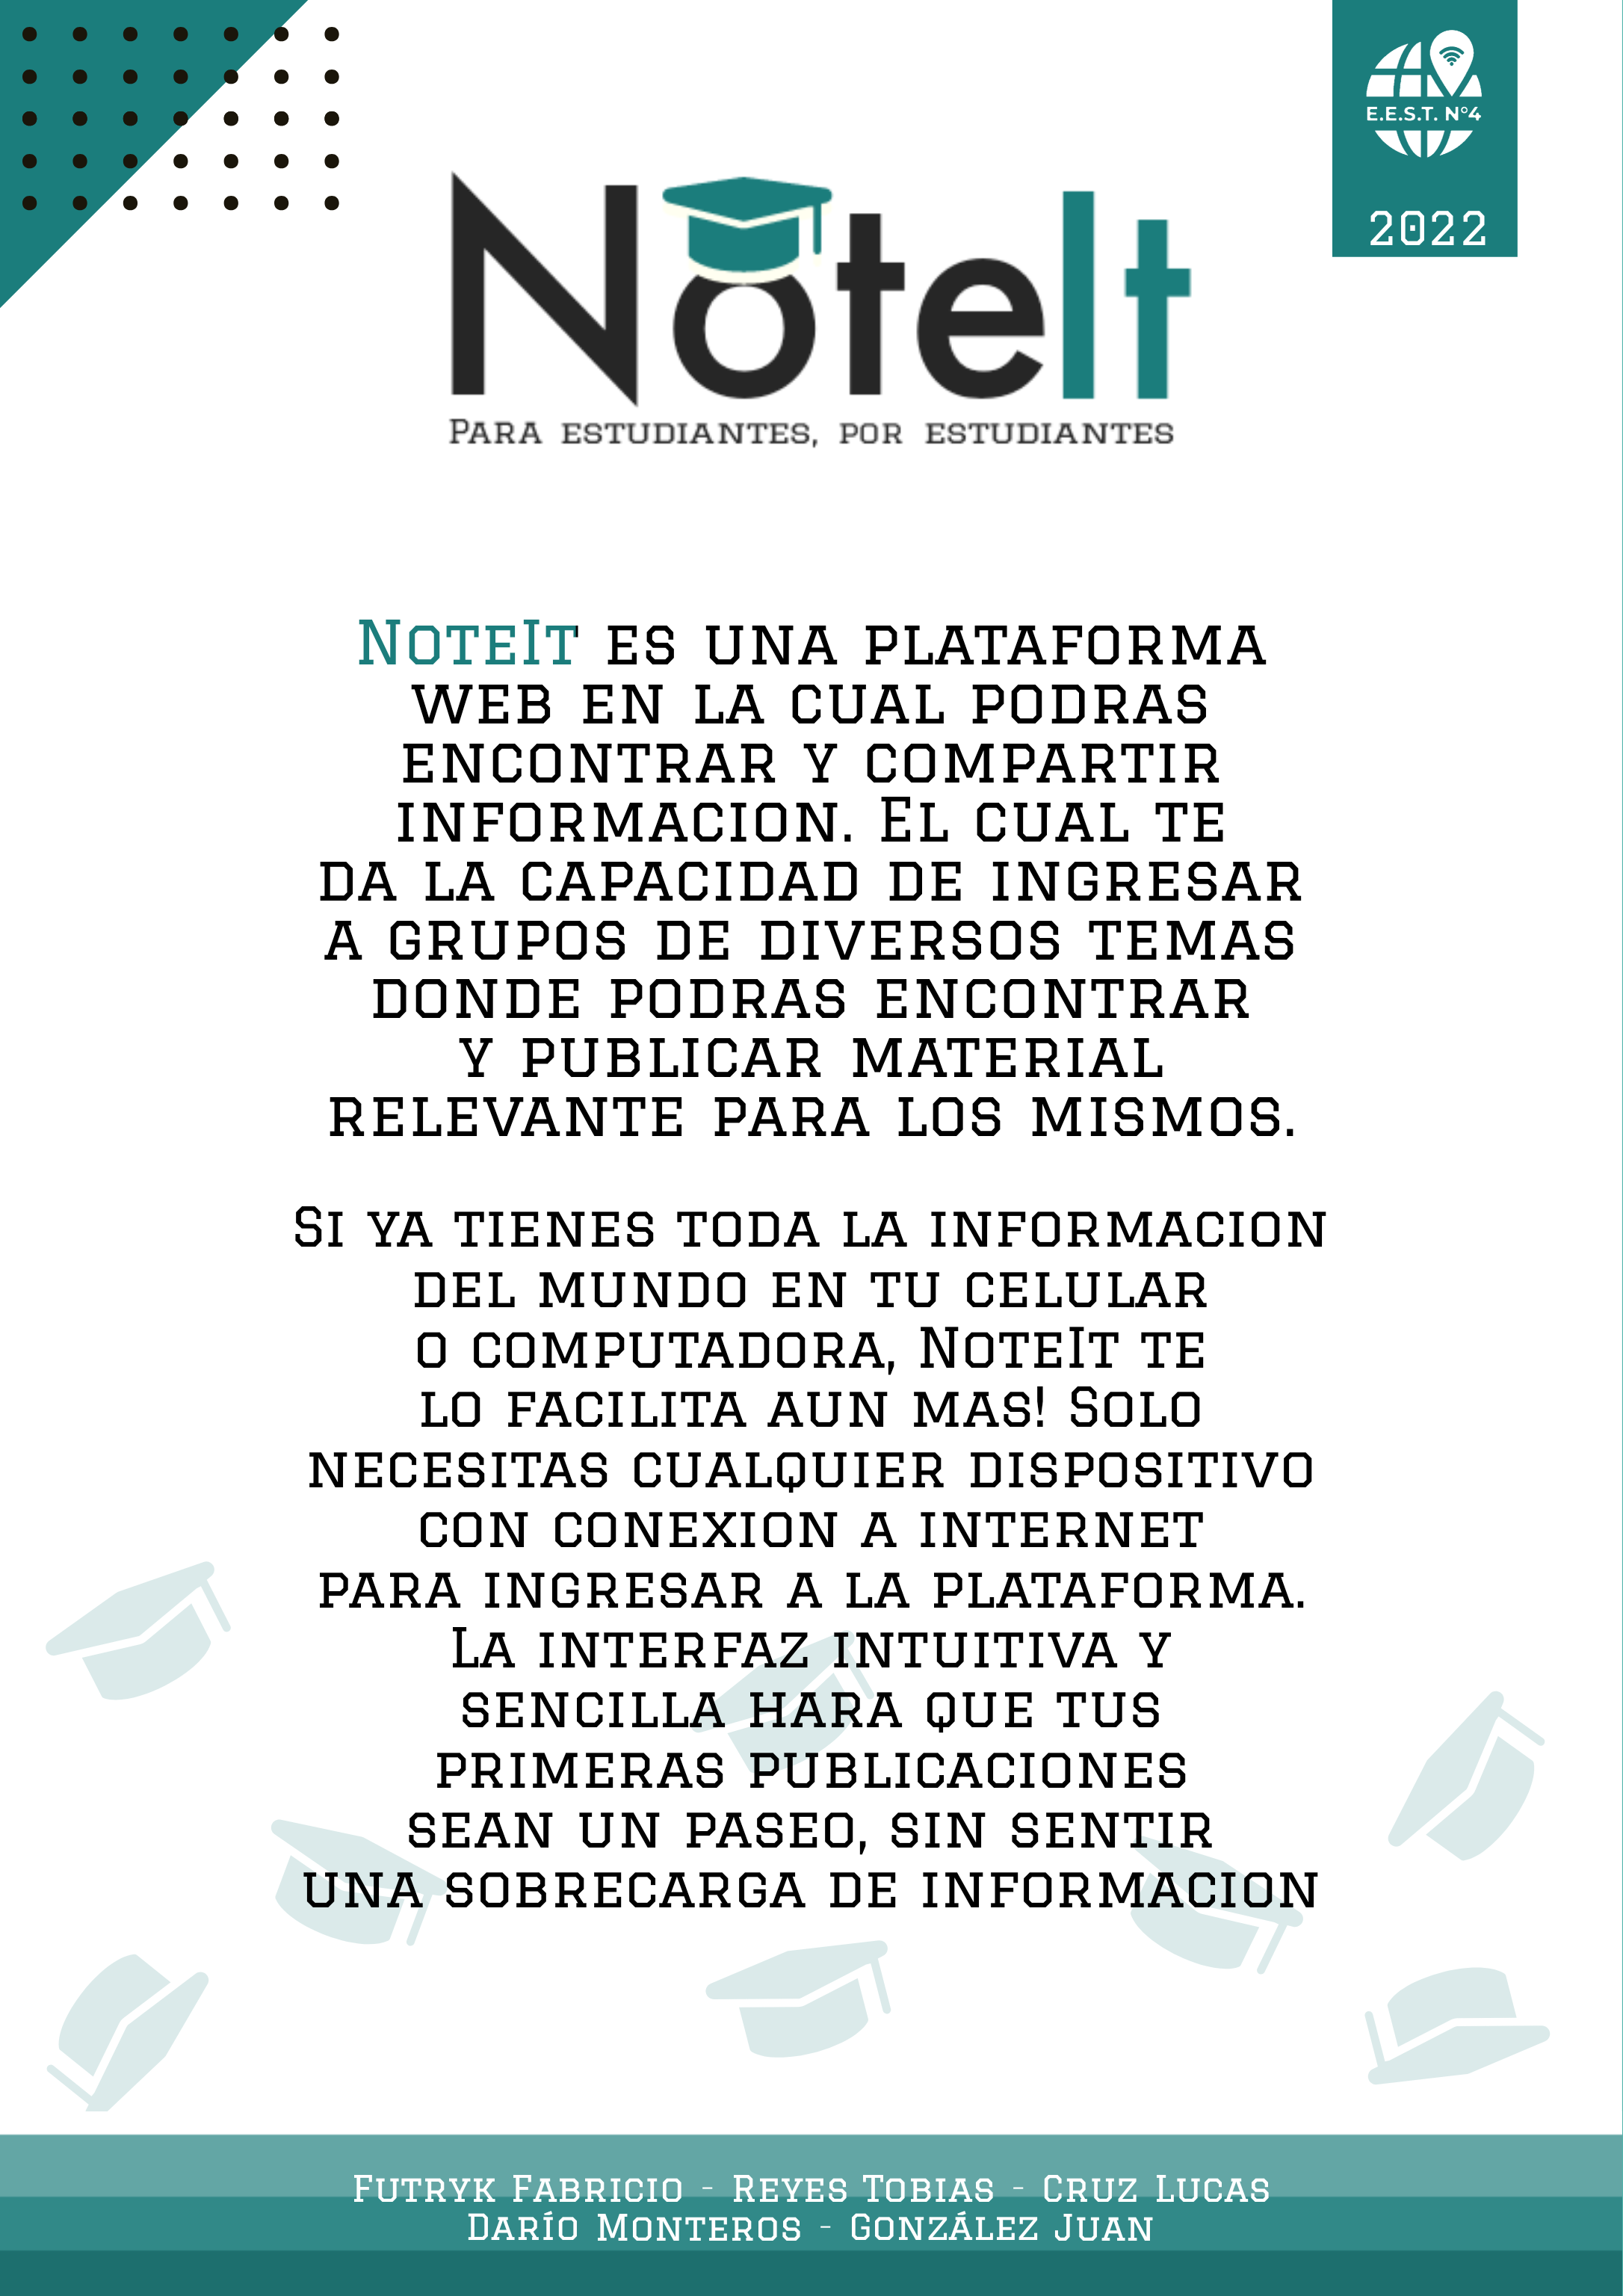 E.E.S.T. N°4
2022
NoteIt
Para estudiantes, por estudiantes
NoteIt es una plataforma
web en la cual podras
encontrar y compartir
informacion. El cual te
da la capacidad de ingresar
a grupos de diversos temas
donde podras encontrar
y publicar material
relevante para los mismos.
Si ya tienes toda la informacion
del mundo en tu celular
o computadora, NoteIt te
lo facilita aun mas! Solo
necesitas cualquier dispositivo
con conexion a internet
para ingresar a la plataforma.
La interfaz intuitiva y
sencilla hara que tus
primeras publicaciones
sean un paseo, sin sentir
una sobrecarga de informacion
Futryk Fabricio - Reyes Tobias - Cruz Lucas
Darío Monteros - González Juan